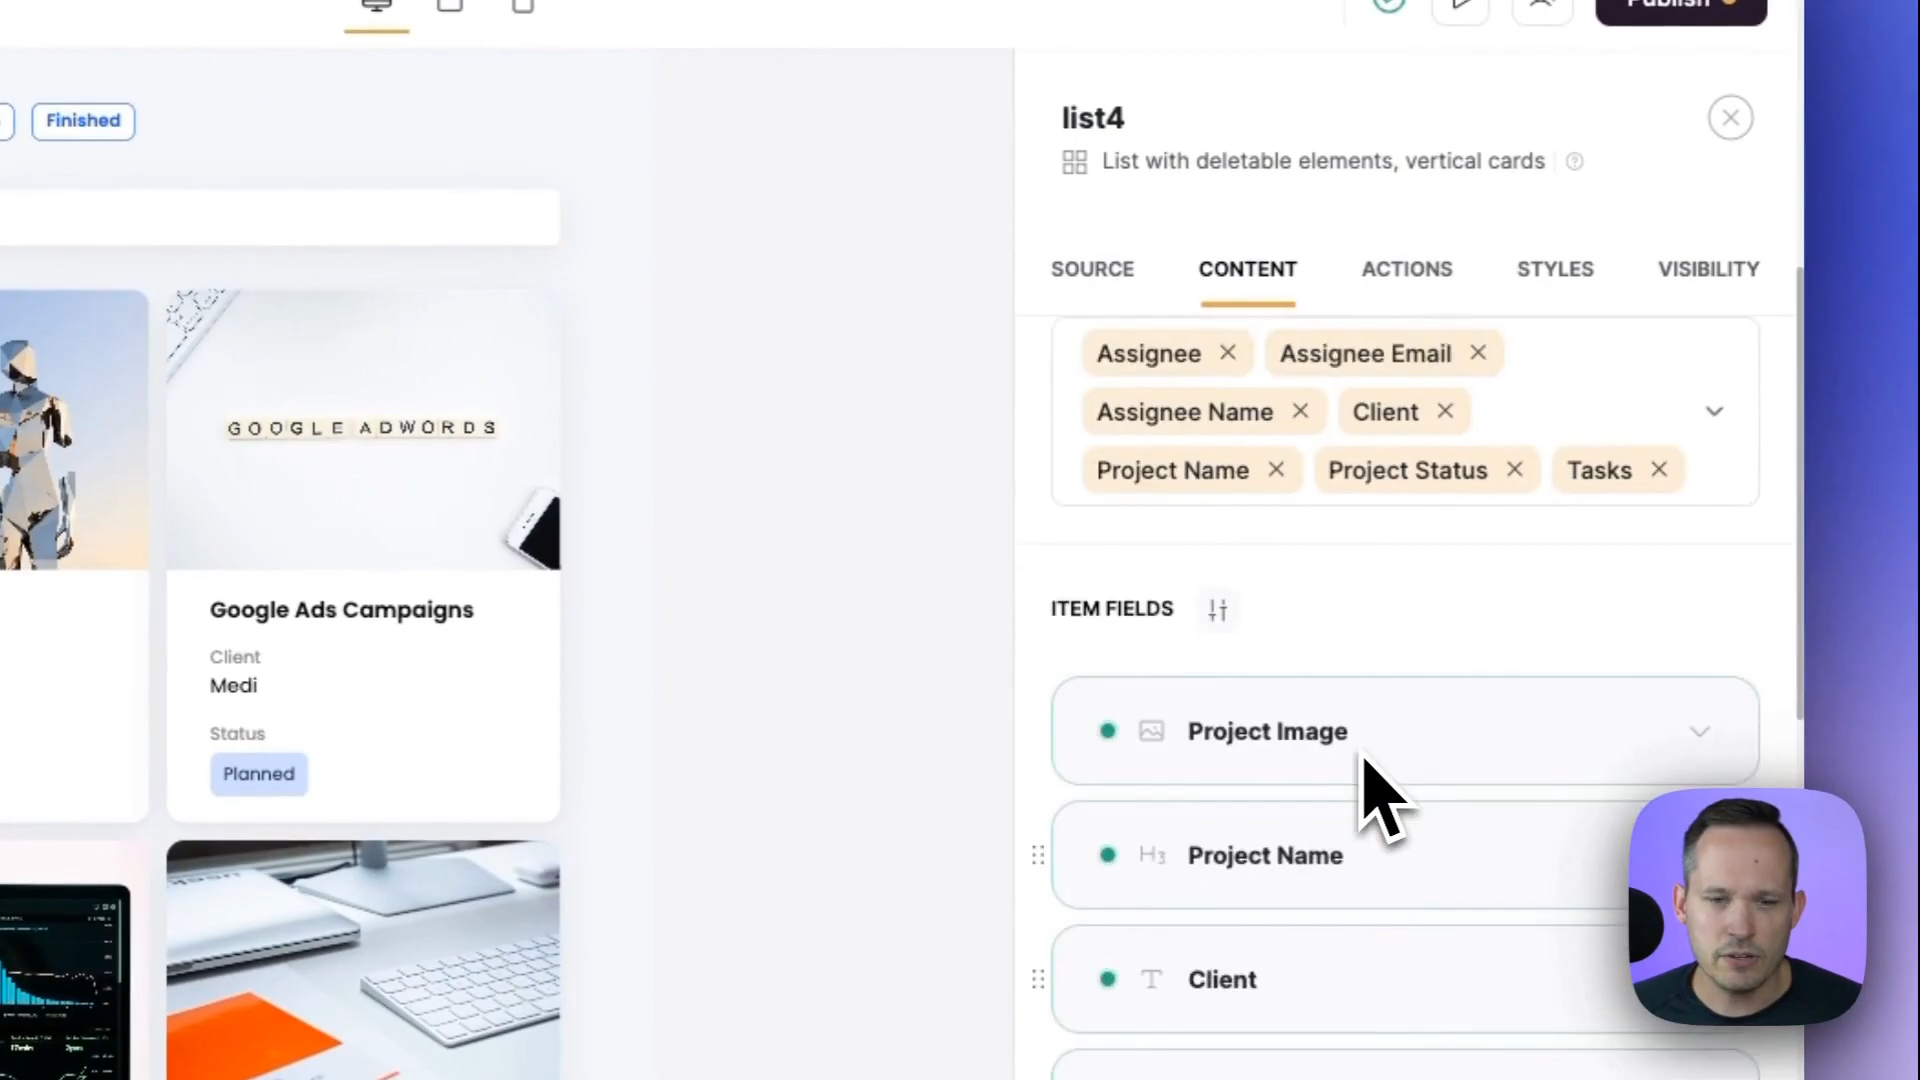 Publish
Finished
list4
List with deletable elements, vertical cards
SOURCE CONTENT ACTIONS STYLES VISIBILITY
Assignee Assignee Email
Assignee Name Client
Project Name Project Status Tasks
GOOGLE ADWORDS
Google Ads Campaigns
Client
Medi
Status
Planned
ITEM FIELDS
Project Image
H3 Project Name
T Client